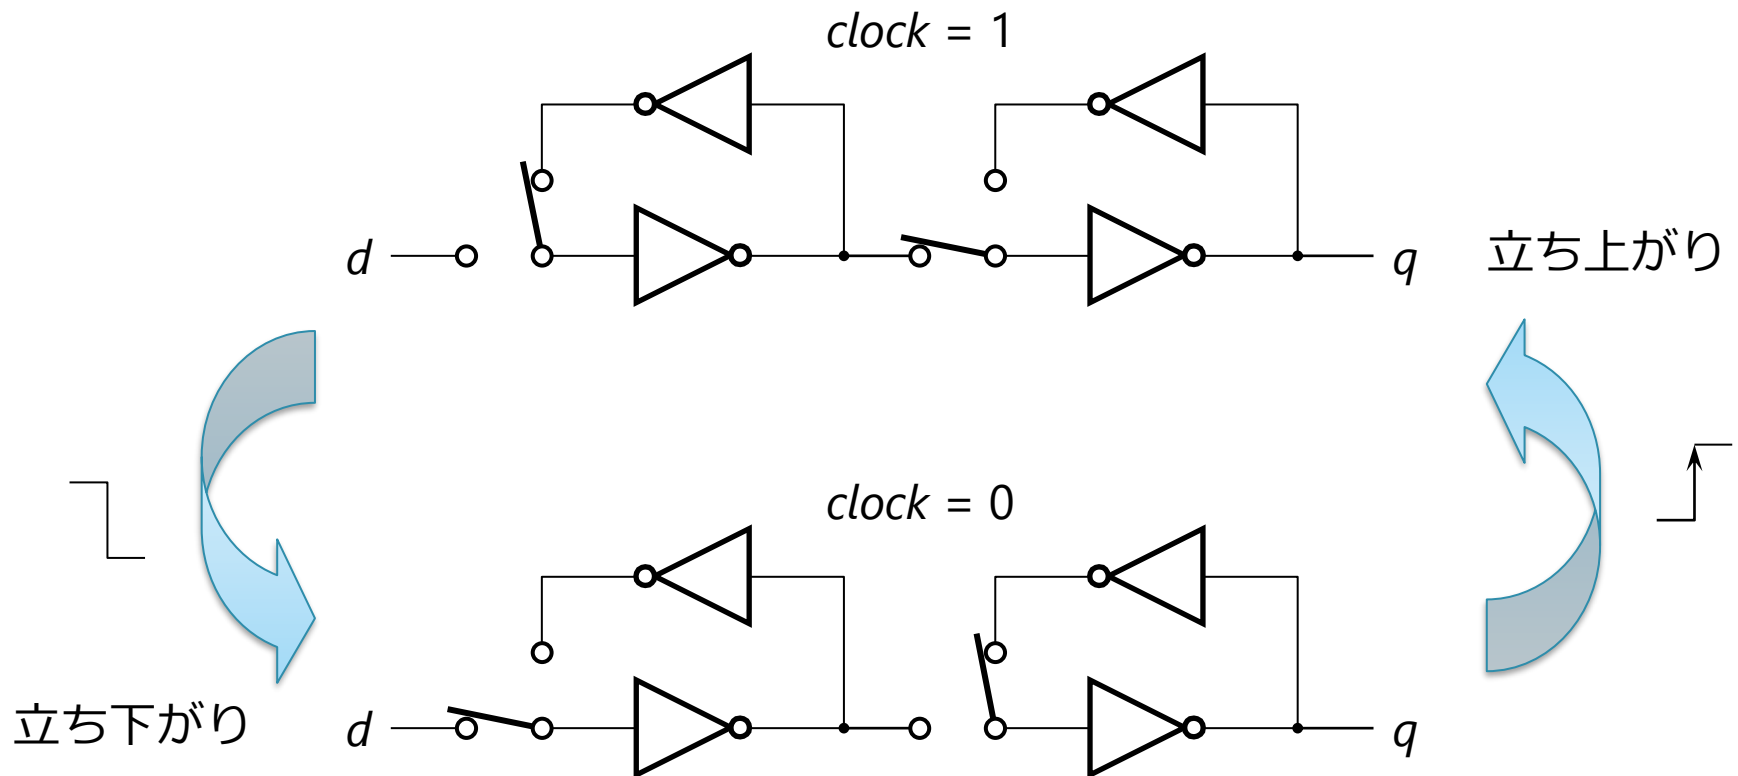 clock = 1
d
q
立ち上がり
clock = 0
立ち下がり
d
q